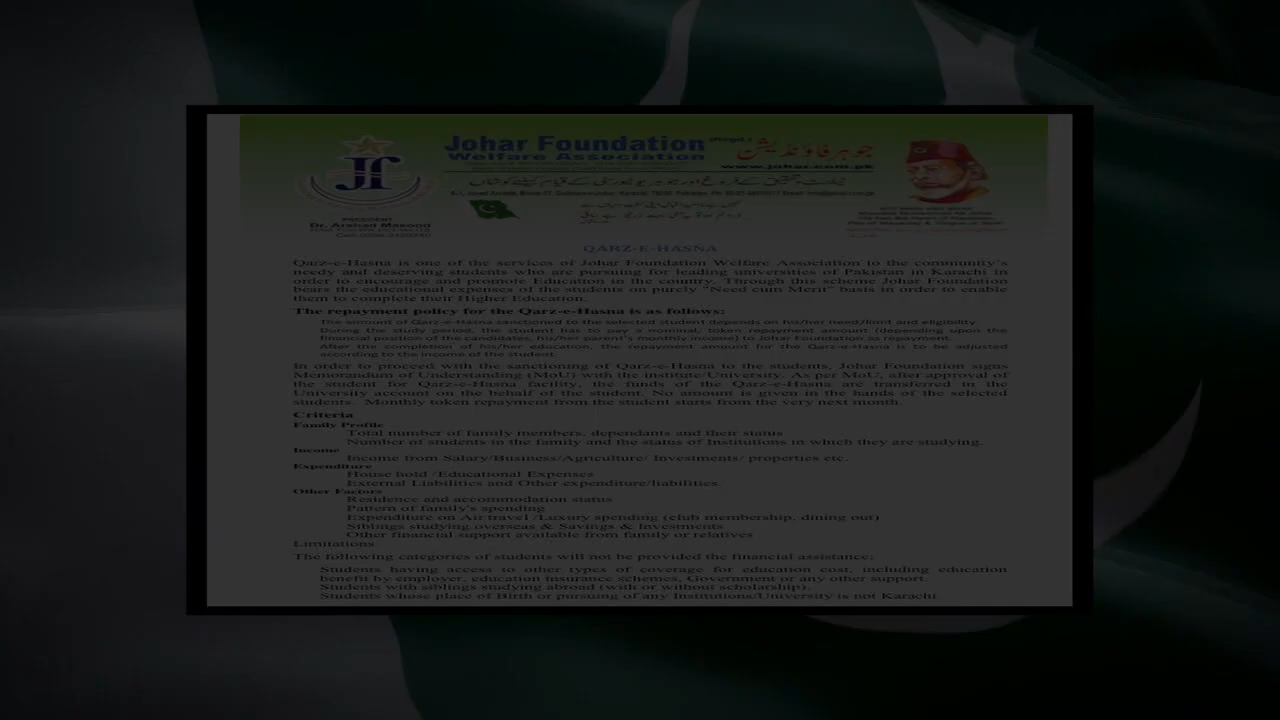 Johar Foundation
(Regd.)
جوہر فاؤنڈیشن
Welfare Association
www.johar.com.pk
Jf
President
Dr. Arshad Masood
QARZ-E-HASNA
Qarz-e-Hasna is one of the services of Johar Foundation Welfare Association to the community's
needy and deserving students who are pursuing for leading universities of Pakistan in Karachi in
order to encourage and promote Education in the country. Through this scheme Johar Foundation
bears the educational expenses of the students on purely "Need cum Merit" basis in order to enable
them to complete their Higher Education.
The repayment policy for the Qarz-e-Hasna is as follows:
The amount of Qarz-e-Hasna sanctioned to the selected student depends on his/her need/limit and eligibility
During the study period, the student has to pay a nominal, token repayment amount (depending upon the
financial position of the candidates, his/her parent's monthly income) to Johar Foundation as repayment.
After the completion of his/her education, the repayment amount for the Qarz-e-Hasna is to be adjusted
according to the income of the student.
In order to proceed with the sanctioning of Qarz-e-Hasna to the students, Johar Foundation signs
Memorandum of Understanding (MoU) with the institute/University. As per MoU, after approval of
the student for Qarz-e-Hasna facility, the funds of the Qarz-e-Hasna are transferred in the
University account on the behalf of the student. No amount is given in the hands of the selected
students. Monthly token repayment from the student starts from the very next month.
Criteria
Family Profile
Total number of family members, dependants and their status
Number of students in the family and the status of Institutions in which they are studying.
Income
Income from Salary/Business/Agriculture/ Investments/ properties etc.
Expenditure
House hold /Educational Expenses
External Liabilities and Other expenditure/liabilities
Other Factors
Residence and accommodation status
Pattern of family's spending
Expenditure on Air travel /Luxury spending (club membership, dining out)
Siblings studying overseas & Savings & Investments
Other financial support available from family or relatives
Limitations
The following categories of students will not be provided the financial assistance:
Students having access to other types of coverage for education cost, including education
benefit by employer, education insurance schemes, Government or any other support.
Students with siblings studying abroad (with or without scholarship).
Students whose place of Birth or pursuing of any Institutions/University is not Karachi